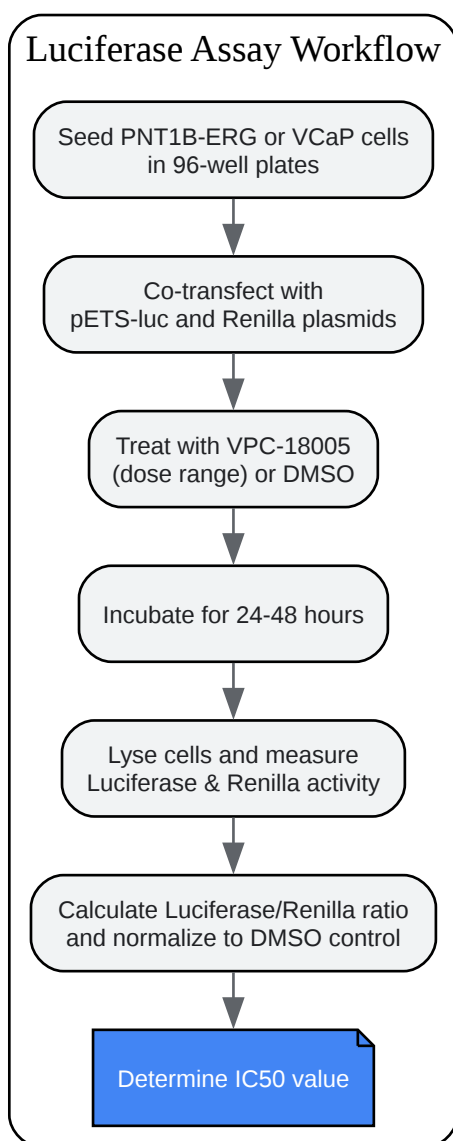 Luciferase Assay Workflow
Seed PNT1B-ERG or VCaP cells
in 96-well plates
Co-transfect with
pETS-luc and Renilla plasmids
Treat with VPC-18005
(dose range) or DMSO
Incubate for 24-48 hours
Lyse cells and measure
Luciferase & Renilla activity
Calculate Luciferase/Renilla ratio
and normalize to DMSO control
Determine IC50 value